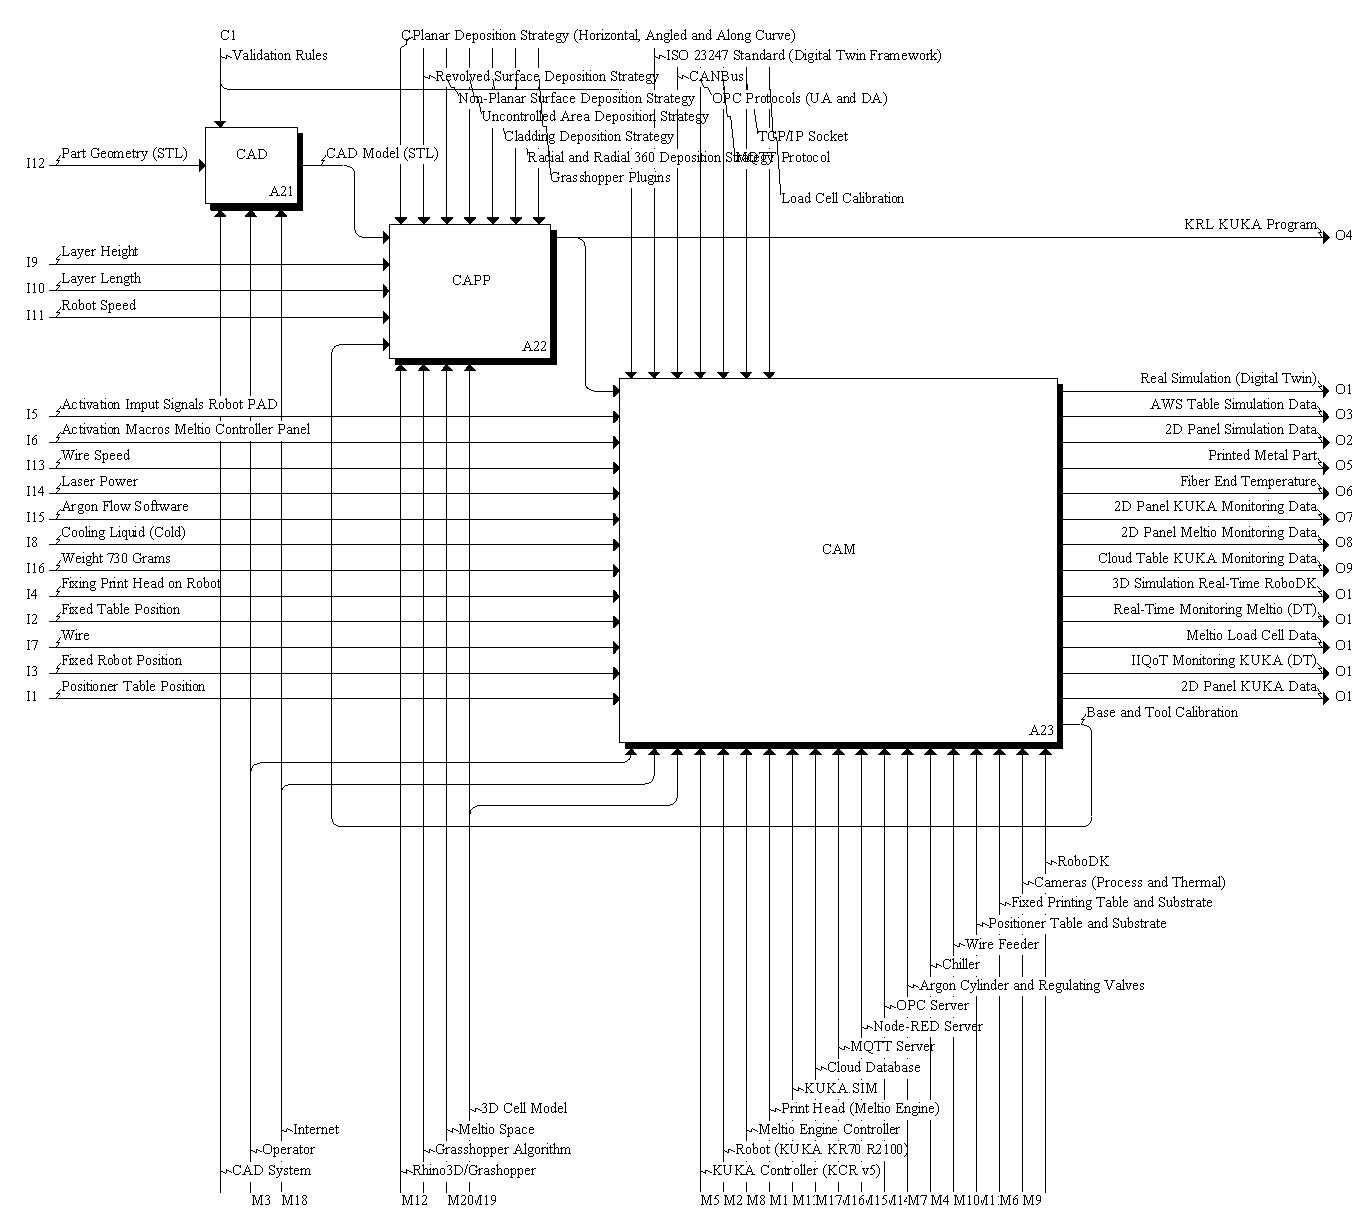 C1
Validation Rules
C
Planar Deposition Strategy (Horizontal, Angled and Along Curve)
ISO 23247 Standard (Digital Twin Framework)
Revolved Surface Deposition Strategy
CANBus
Non-Planar Surface Deposition Strategy
OPC Protocols (UA and DA)
Uncontrolled Area Deposition Strategy
Cladding Deposition Strategy
TCP/IP Socket
Radial and Radial 360 Deposition Strategy
MQTT Protocol
Grasshopper Plugins
Load Cell Calibration
I12
Part Geometry (STL)
CAD
A21
CAD Model (STL)
KRL KUKA Program
O4
I9
Layer Height
I10
Layer Length
I11
Robot Speed
CAPP
A22
I5
Activation Imput Signals Robot PAD
I6
Activation Macros Meltio Controller Panel
I13
Wire Speed
I14
Laser Power
I15
Argon Flow Software
I8
Cooling Liquid (Cold)
I16
Weight 730 Grams
I4
Fixing Print Head on Robot
I2
Fixed Table Position
I7
Wire
I3
Fixed Robot Position
I1
Positioner Table Position
CAM
A23
Real Simulation (Digital Twin)
O1
AWS Table Simulation Data
O3
2D Panel Simulation Data
O2
Printed Metal Part
O5
Fiber End Temperature
O6
2D Panel KUKA Monitoring Data
O7
2D Panel Meltio Monitoring Data
O8
Cloud Table KUKA Monitoring Data
O9
3D Simulation Real-Time RoboDK
O1
Real-Time Monitoring Meltio (DT)
O1
Meltio Load Cell Data
O1
IIQoT Monitoring KUKA (DT)
O1
2D Panel KUKA Data
O1
Base and Tool Calibration
RoboDK
Cameras (Process and Thermal)
Fixed Printing Table and Substrate
Positioner Table and Substrate
Wire Feeder
Chiller
Argon Cylinder and Regulating Valves
OPC Server
Node-RED Server
MQTT Server
Cloud Database
KUKA.SIM
3D Cell Model
Print Head (Meltio Engine)
Internet
Meltio Space
Meltio Engine Controller
Operator
Grasshopper Algorithm
Robot (KUKA KR70 R2100)
CAD System
Rhino3D/Grashopper
KUKA Controller (KCR v5)
M3
M18
M12
M20
M19
M5
M2
M8
M1
M1
M17
M16
M15
M14
M7
M4
M10
M1
M6
M9